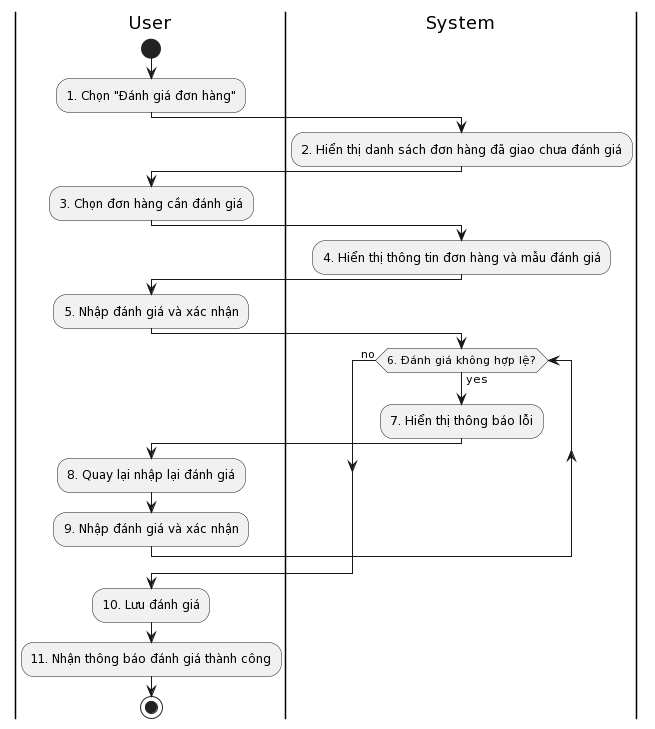 User
System
1. Chọn "Đánh giá đơn hàng"
2. Hiển thị danh sách đơn hàng đã giao chưa đánh giá
3. Chọn đơn hàng cần đánh giá
4. Hiển thị thông tin đơn hàng và mẫu đánh giá
5. Nhập đánh giá và xác nhận
no
6. Đánh giá không hợp lệ?
yes
7. Hiển thị thông báo lỗi
8. Quay lại nhập lại đánh giá
9. Nhập đánh giá và xác nhận
10. Lưu đánh giá
11. Nhận thông báo đánh giá thành công